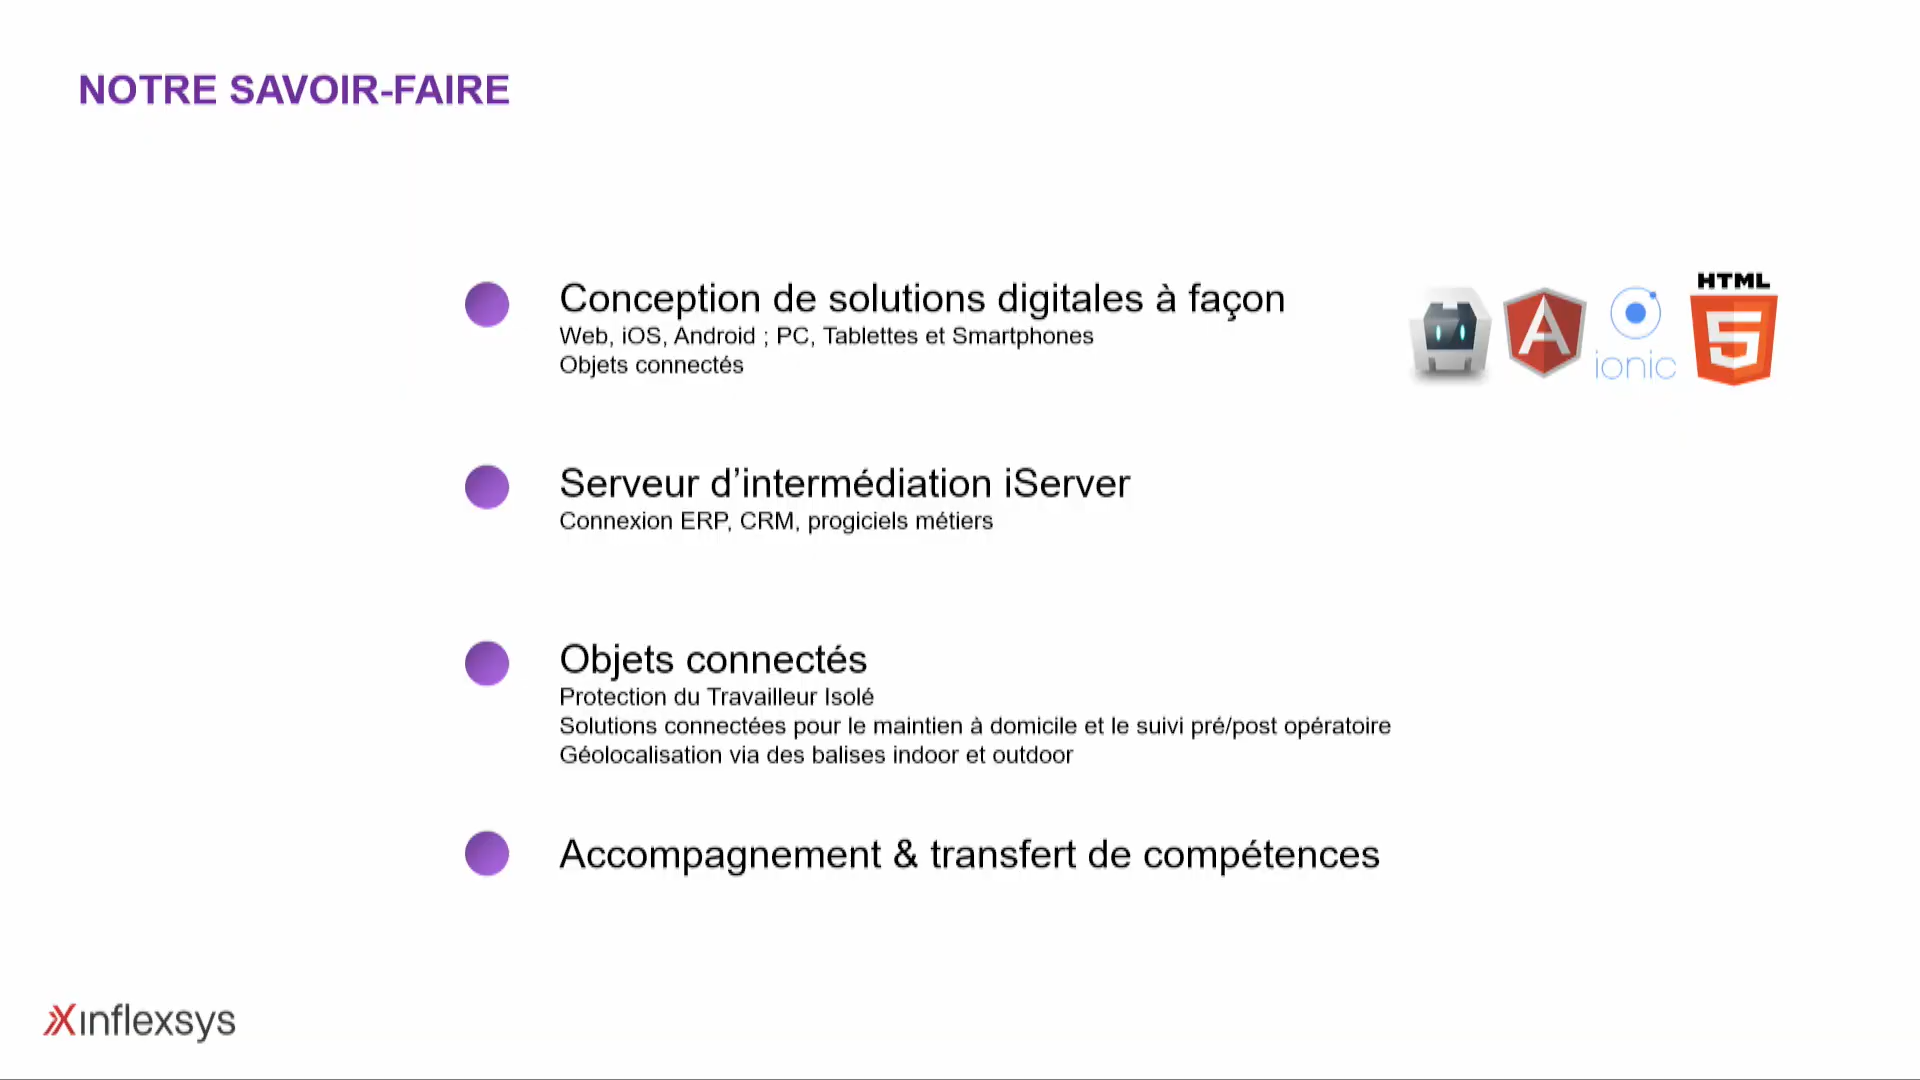 NOTRE SAVOIR-FAIRE
Conception de solutions digitales à façon
Web, iOS, Android ; PC, Tablettes et Smartphones
Objets connectés
HTML
5
ionic
Serveur d’intermédiation iServer
Connexion ERP, CRM, progiciels métiers
Objets connectés
Protection du Travailleur Isolé
Solutions connectées pour le maintien à domicile et le suivi pré/post opératoire
Géolocalisation via des balises indoor et outdoor
Accompagnement & transfert de compétences
inflexsys